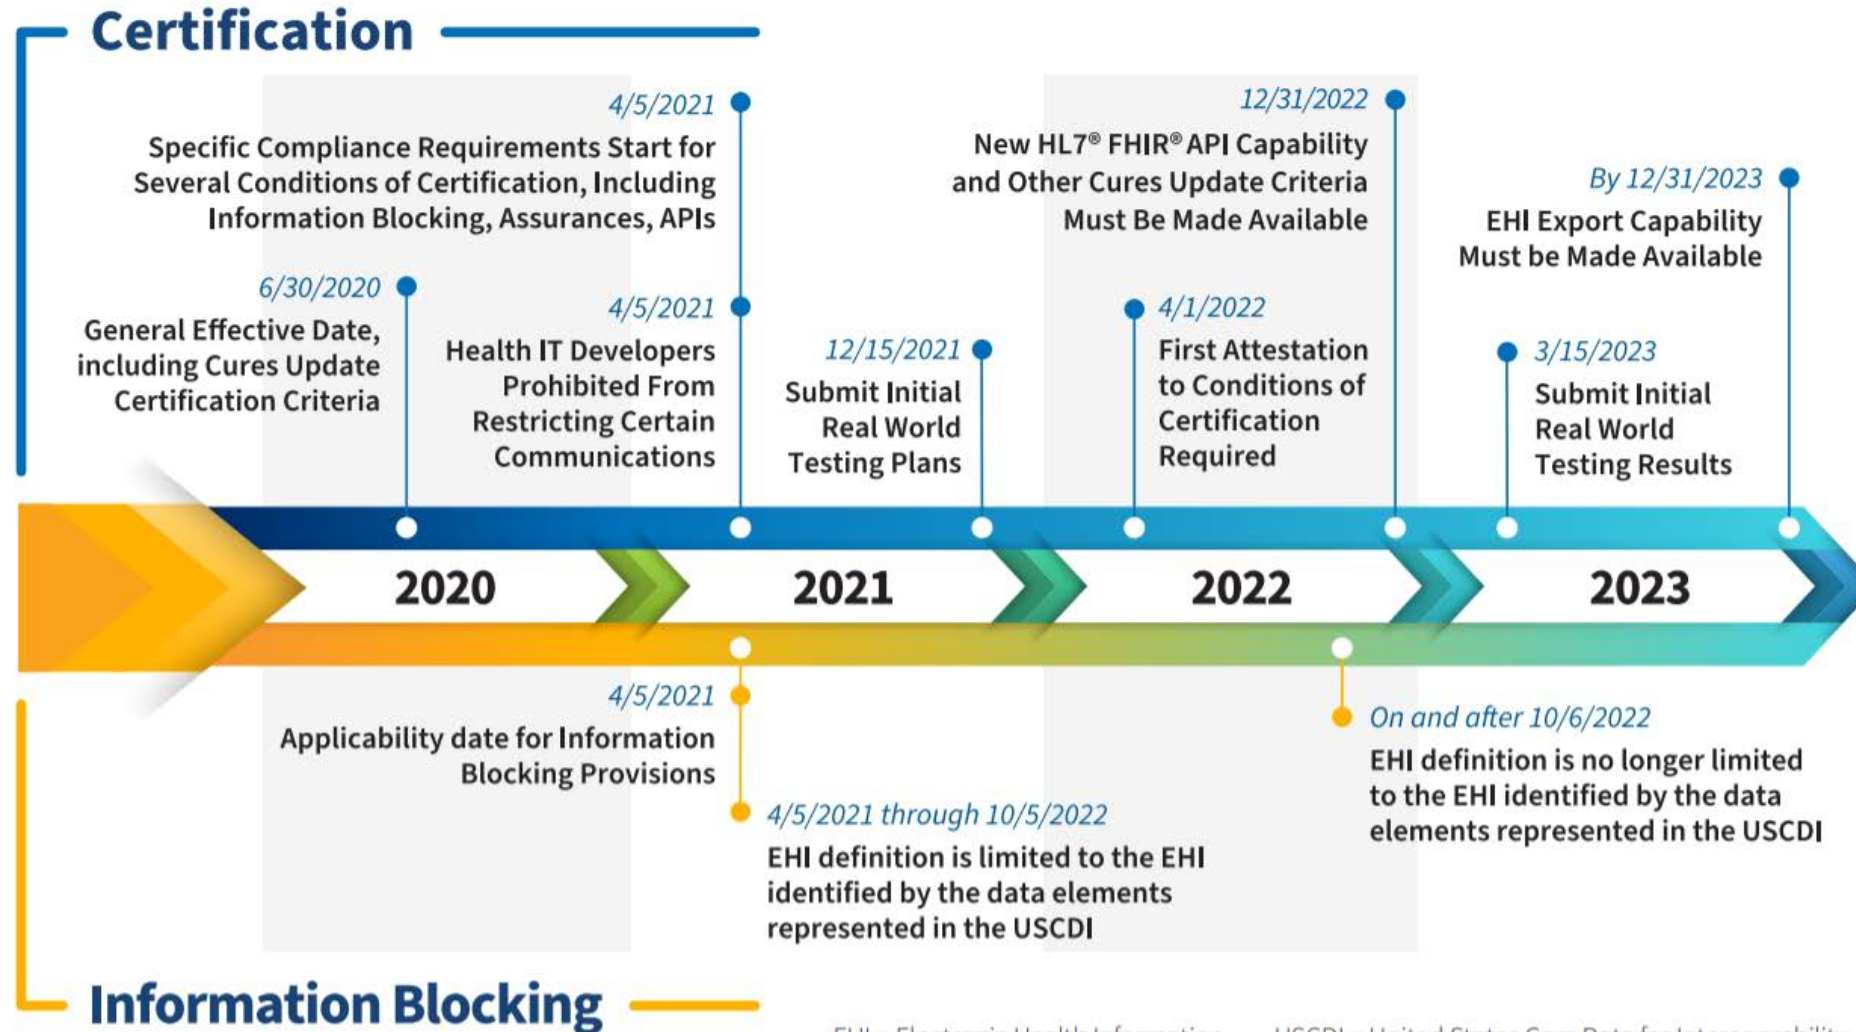 Certification
4/5/2021
Specific Compliance Requirements Start for
Several Conditions of Certification, Including
Information Blocking, Assurances, APIs
6/30/2020
General Effective Date,
including Cures Update
Certification Criteria
4/5/2021
Health IT Developers
Prohibited From
Restricting Certain
Communications
12/15/2021
Submit Initial
Real World
Testing Plans
12/31/2022
New HL7® FHIR® API Capability
and Other Cures Update Criteria
Must Be Made Available
4/1/2022
First Attestation
to Conditions of
Certification
Required
By 12/31/2023
EHI Export Capability
Must be Made Available
3/15/2023
Submit Initial
Real World
Testing Results
2020
2021
2022
2023
4/5/2021
Applicability date for Information
Blocking Provisions
4/5/2021 through 10/5/2022
EHI definition is limited to the EHI
identified by the data elements
represented in the USCDI
On and after 10/6/2022
EHI definition is no longer limited
to the EHI identified by the data
elements represented in the USCDI
Information Blocking